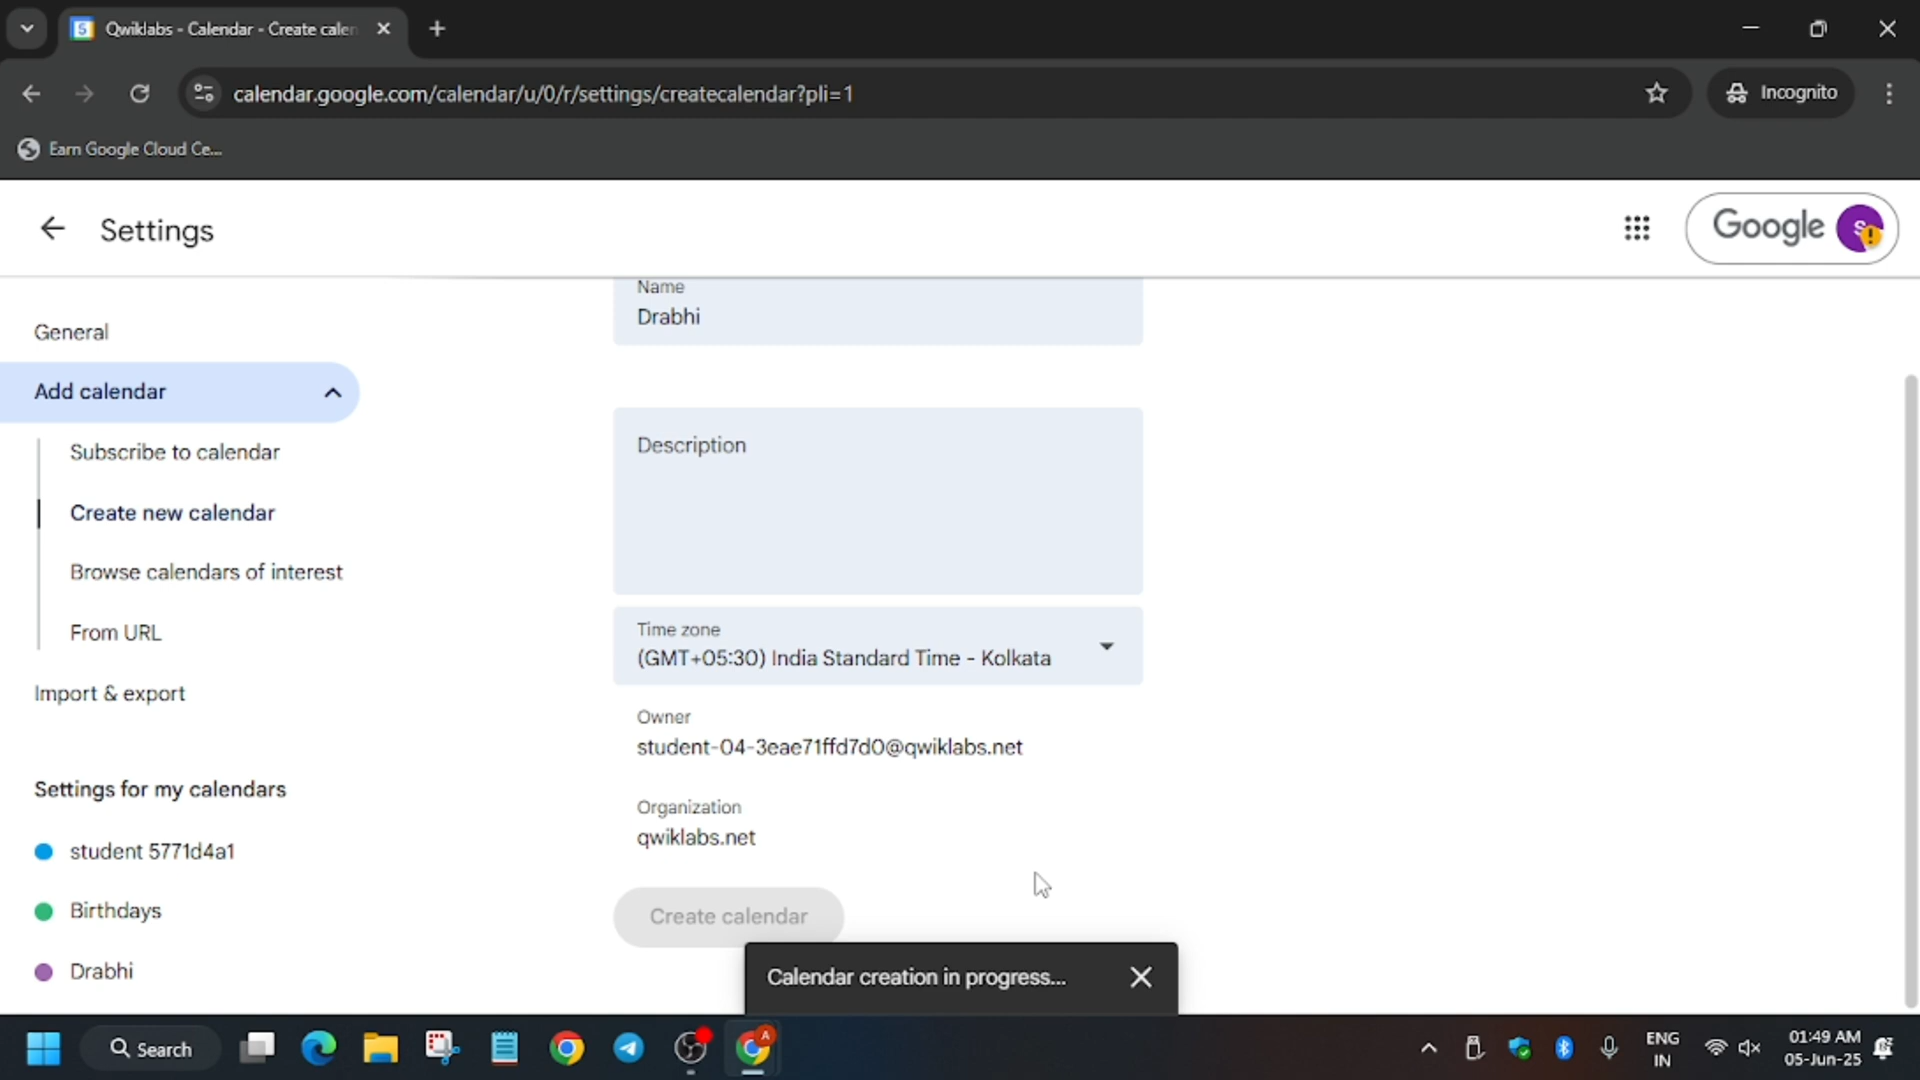 Qwiklabs - Calendar - Create calen
calendar.google.com/calendar/u/0/r/settings/createcalendar?pli=1
Incognito
Earn Google Cloud Ce...
Settings
Google
S
General
Add calendar
Subscribe to calendar
Create new calendar
Browse calendars of interest
From URL
Import & export
Settings for my calendars
student 5771d4a1
Birthdays
Drabhi
Name
Drabhi
Description
Time zone
(GMT+05:30) India Standard Time - Kolkata
Owner
student-04-3eae71ffd7d0@qwiklabs.net
Organization
qwiklabs.net
Create calendar
Calendar creation in progress...
Search
A
ENG
IN
01:49 AM
05-Jun-25